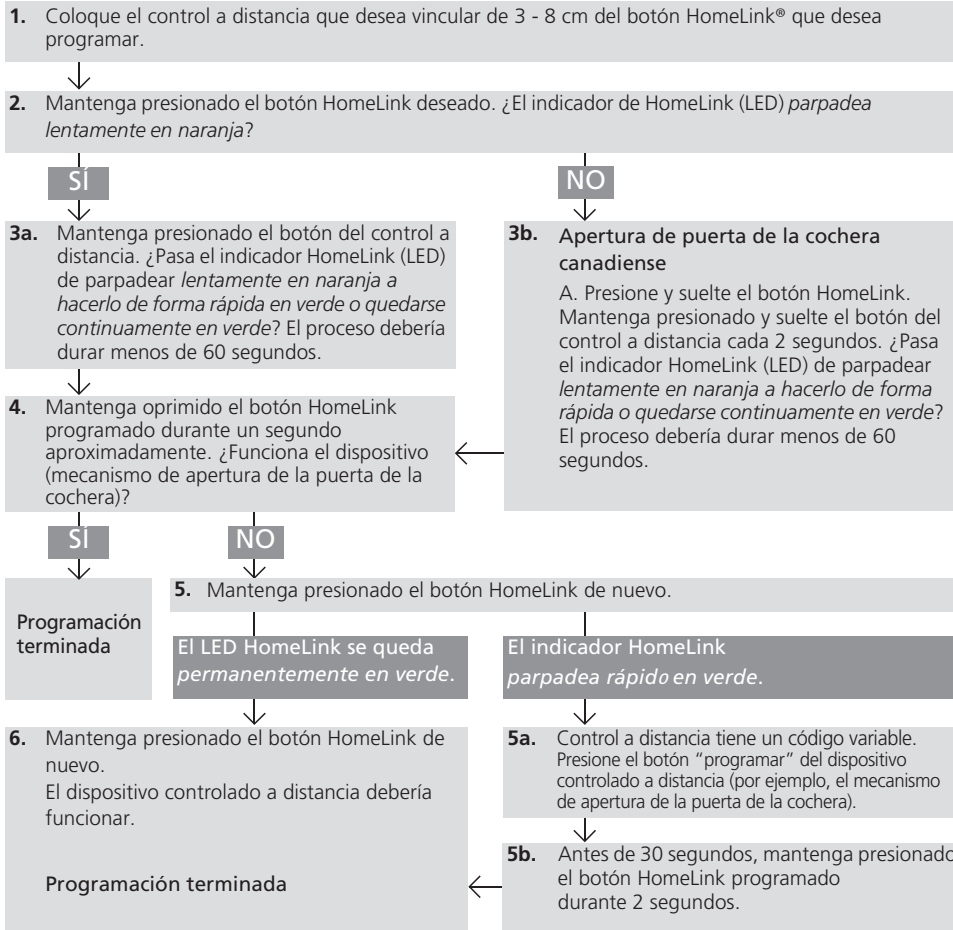 1. Coloque el control a distancia que desea vincular de 3 - 8 cm del botón HomeLink® que desea
programar.
2. Mantenga presionado el botón HomeLink deseado. ¿El indicador de HomeLink (LED) parpadea
lentamente en naranja?
SÍ
NO
3a. Mantenga presionado el botón del control a
distancia. ¿Pasa el indicador HomeLink (LED)
de parpadear lentamente en naranja a
hacerlo de forma rápida en verde o quedarse
continuamente en verde? El proceso debería
durar menos de 60 segundos.
3b. Apertura de puerta de la cochera
canadiense
A. Presione y suelte el botón HomeLink.
Mantenga presionado y suelte el botón del
control a distancia cada 2 segundos. ¿Pasa
el indicador HomeLink (LED) de parpadear
lentamente en naranja a hacerlo de forma
rápida o quedarse continuamente en verde?
El proceso debería durar menos de 60
segundos.
4. Mantenga oprimido el botón HomeLink
programado durante un segundo
aproximadamente. ¿Funciona el dispositivo
(mecanismo de apertura de la puerta de la
cochera)?
SÍ
NO
Programación
terminada
5. Mantenga presionado el botón HomeLink de nuevo.
El LED HomeLink se queda
permanentemente en verde.
El indicador HomeLink
parpadea rápido en verde.
5a. Control a distancia tiene un código variable.
Presione el botón “programar” del dispositivo
controlado a distancia (por ejemplo, el mecanismo
de apertura de la puerta de la cochera).
5b. Antes de 30 segundos, mantenga presionado
el botón HomeLink programado
durante 2 segundos.
6. Mantenga presionado el botón HomeLink de
nuevo.
El dispositivo controlado a distancia debería
funcionar.
Programación terminada